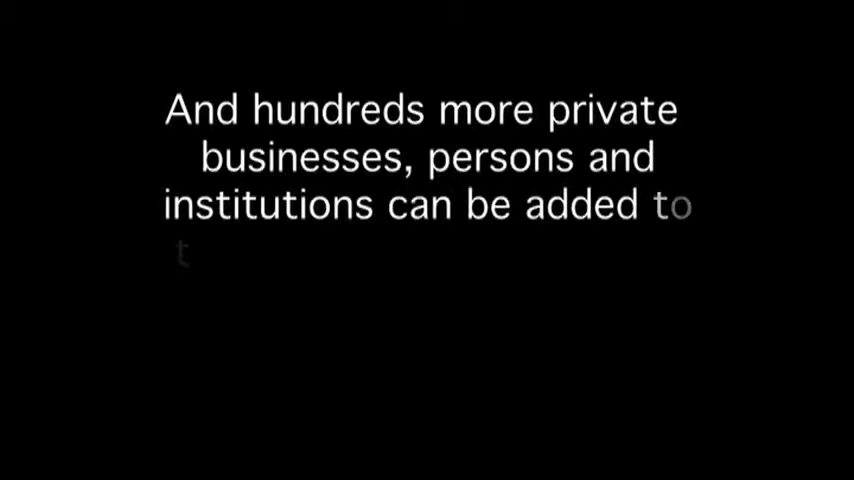 And hundreds more private
businesses, persons and
institutions can be added to
t